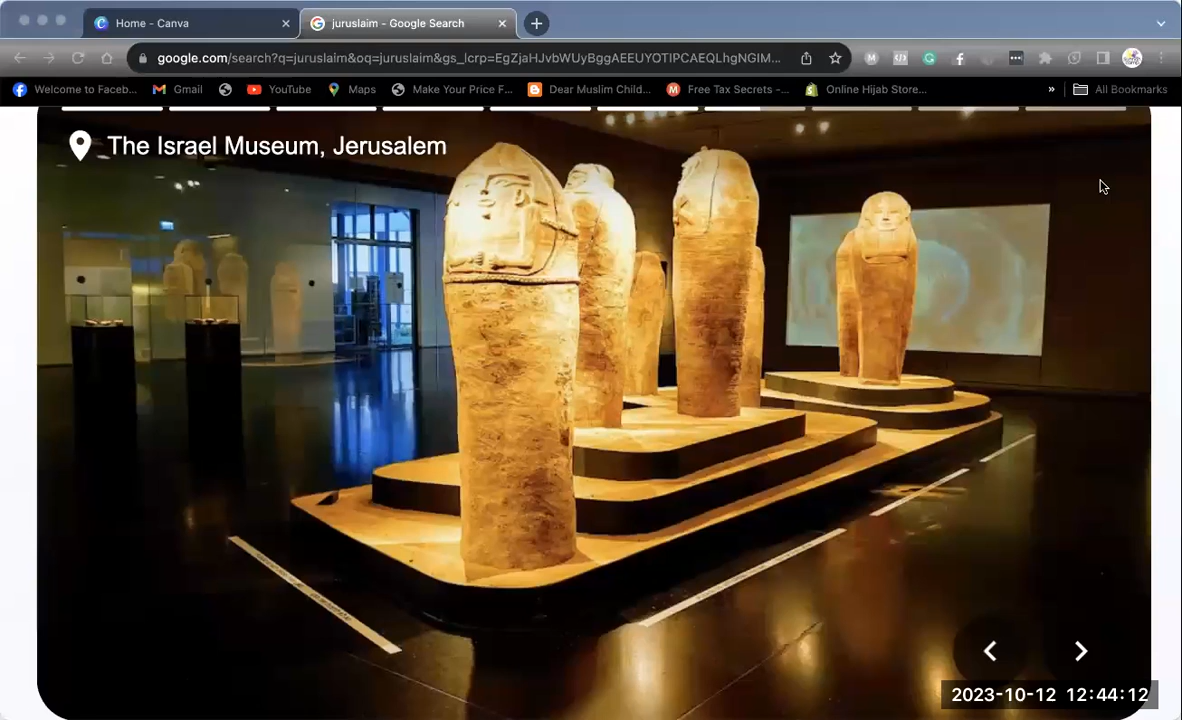 Home - Canva
juruslaim - Google Search
google.com/search?q=juruslaim&oq=juruslaim&gs_lcrp=EgZjaHJvbWUyBggAEEUYOTIPCAEQLhgNGIM...
Welcome to Faceb...
Gmail
YouTube
Maps
Make Your Price F...
Dear Muslim Child...
Free Tax Secrets -...
Online Hijab Store...
»
All Bookmarks
The Israel Museum, Jerusalem
2023-10-12 12:44:12